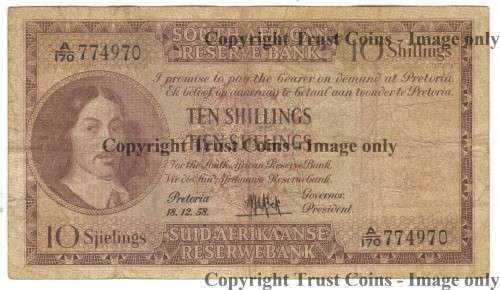 Copyright Trust Coins - Image only
SOUTH AFRICAN
RESERVE BANK
A/170 774970
10 Shillings
I promise to pay the bearer on demand at Pretoria.
Ek beloof op aanvraag te betaal aan toonder te Pretoria.
TEN SHILLINGS
TIEN SJIELINGS
Copyright Trust Coins - Image only
For the South African Reserve Bank.
Vir die Suid-Afrikaanse Reserwebank.
Pretoria
18.12.58.
Governor.
President.
10 Sjielings
SUID-AFRIKAANSE
RESERWEBANK
A/170 774970
Copyright Trust Coins - Image only